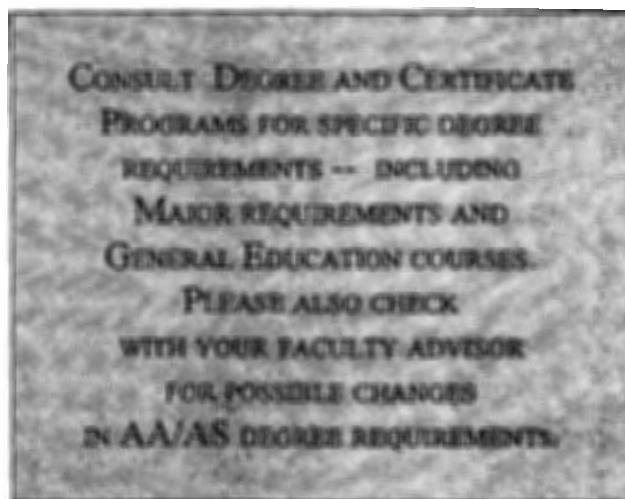 CONSULT DEGREE AND CERTIFICATE
PROGRAMS FOR SPECIFIC DEGREE
REQUIREMENTS -- INCLUDING
MAJOR REQUIREMENTS AND
GENERAL EDUCATION COURSES.
PLEASE ALSO CHECK
WITH YOUR FACULTY ADVISOR
FOR POSSIBLE CHANGES
IN AA/AS DEGREE REQUIREMENTS.